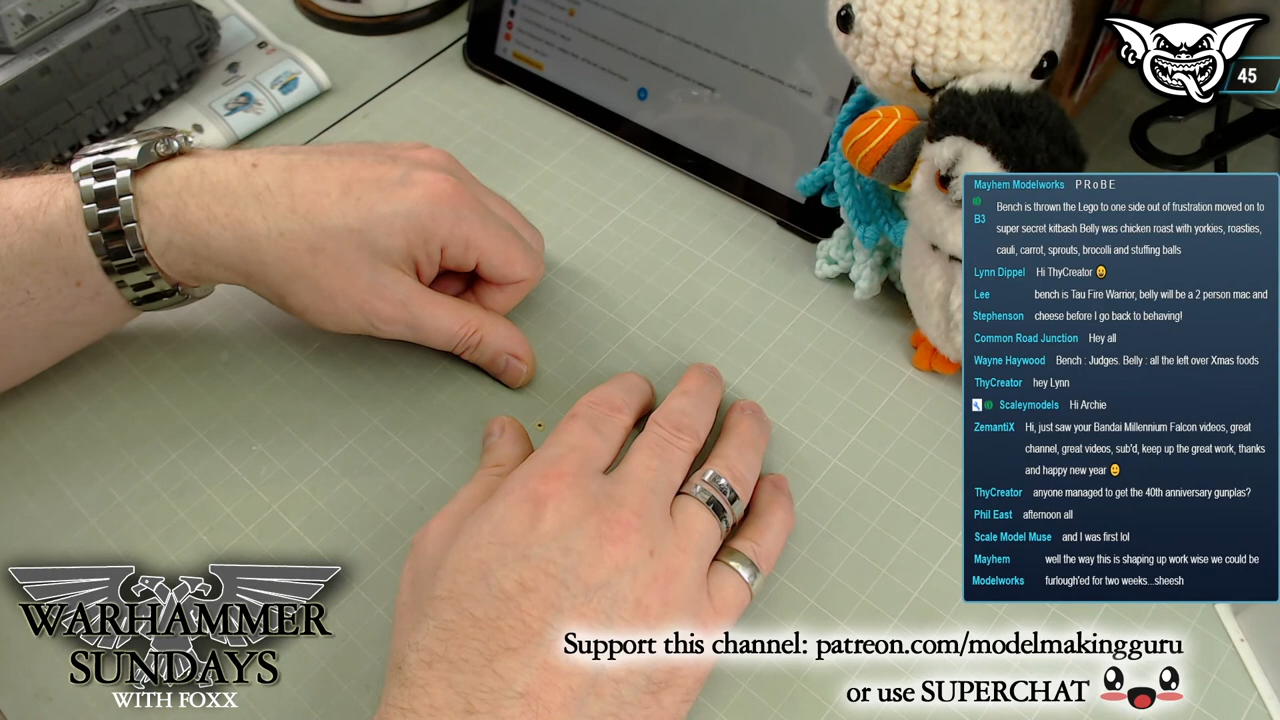 45
Mayhem Modelworks PRoBE
Bench is thrown the Lego to one side out of frustration moved on to
B3
super secret kitbash Belly was chicken roast with yorkies, roasties,
cauli, carrot, sprouts, brocolli and stuffing balls
Lynn Dippel Hi ThyCreator
Lee bench is Tau Fire Warrior, belly will be a 2 person mac and
Stephenson cheese before I go back to behaving!
Common Road Junction Hey all
Wayne Haywood Bench : Judges. Belly : all the left over Xmas foods
ThyCreator hey Lynn
Scaleymodels Hi Archie
ZemantiX Hi, just saw your Bandai Millennium Falcon videos, great
channel, great videos, sub'd, keep up the great work, thanks
and happy new year
ThyCreator anyone managed to get the 40th anniversary gunplas?
Phil East afternoon all
Scale Model Muse and I was first lol
Mayhem well the way this is shaping up work wise we could be
Modelworks furlough'ed for two weeks...sheesh
WARHAMMER
SUNDAYS
WITH FOXX
Support this channel: patreon.com/modelmakingguru
or use SUPERCHAT